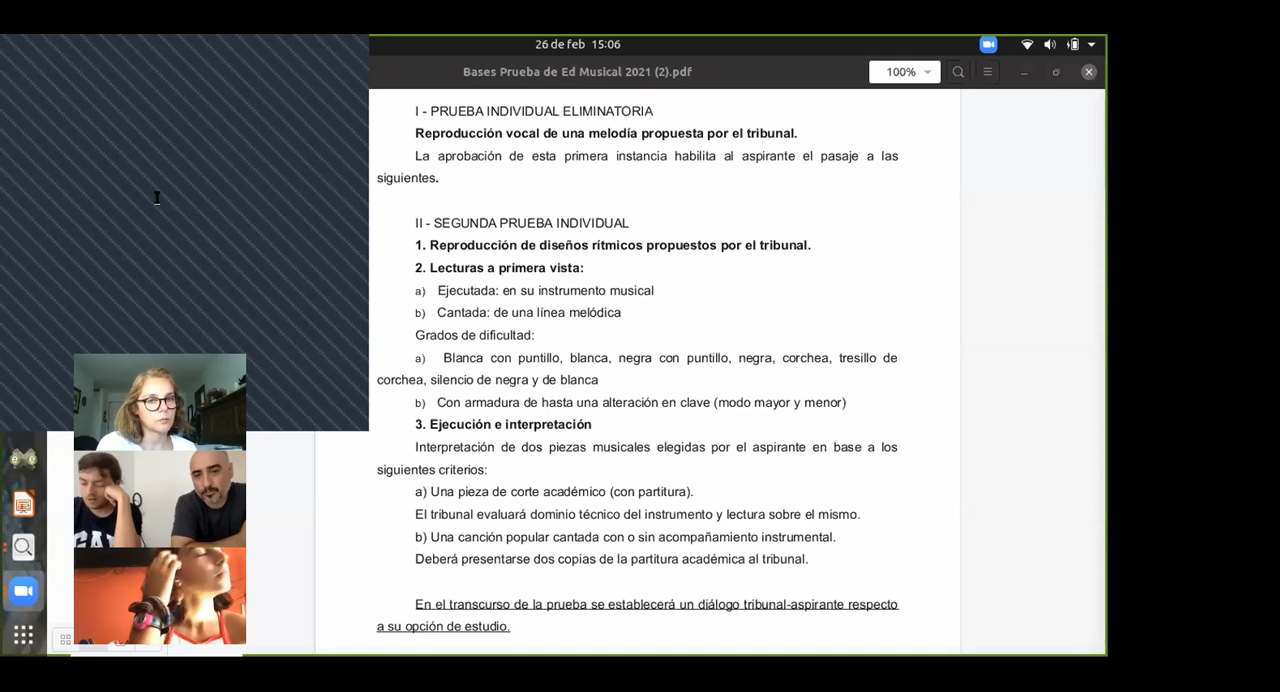 26 de feb 15:06
Bases Prueba de Ed Musical 2021 (2).pdf
100%
I - PRUEBA INDIVIDUAL ELIMINATORIA
Reproducción vocal de una melodía propuesta por el tribunal.
La aprobación de esta primera instancia habilita al aspirante el pasaje a las
siguientes.
II - SEGUNDA PRUEBA INDIVIDUAL
1. Reproducción de diseños rítmicos propuestos por el tribunal.
2. Lecturas a primera vista:
a) Ejecutada: en su instrumento musical
b) Cantada: de una línea melódica
Grados de dificultad:
a) Blanca con puntillo, blanca, negra con puntillo, negra, corchea, tresillo de
corchea, silencio de negra y de blanca
b) Con armadura de hasta una alteración en clave (modo mayor y menor)
3. Ejecución e interpretación
Interpretación de dos piezas musicales elegidas por el aspirante en base a los
siguientes criterios:
a) Una pieza de corte académico (con partitura).
El tribunal evaluará dominio técnico del instrumento y lectura sobre el mismo.
b) Una canción popular cantada con o sin acompañamiento instrumental.
Deberá presentarse dos copias de la partitura académica al tribunal.
En el transcurso de la prueba se establecerá un diálogo tribunal-aspirante respecto
a su opción de estudio.